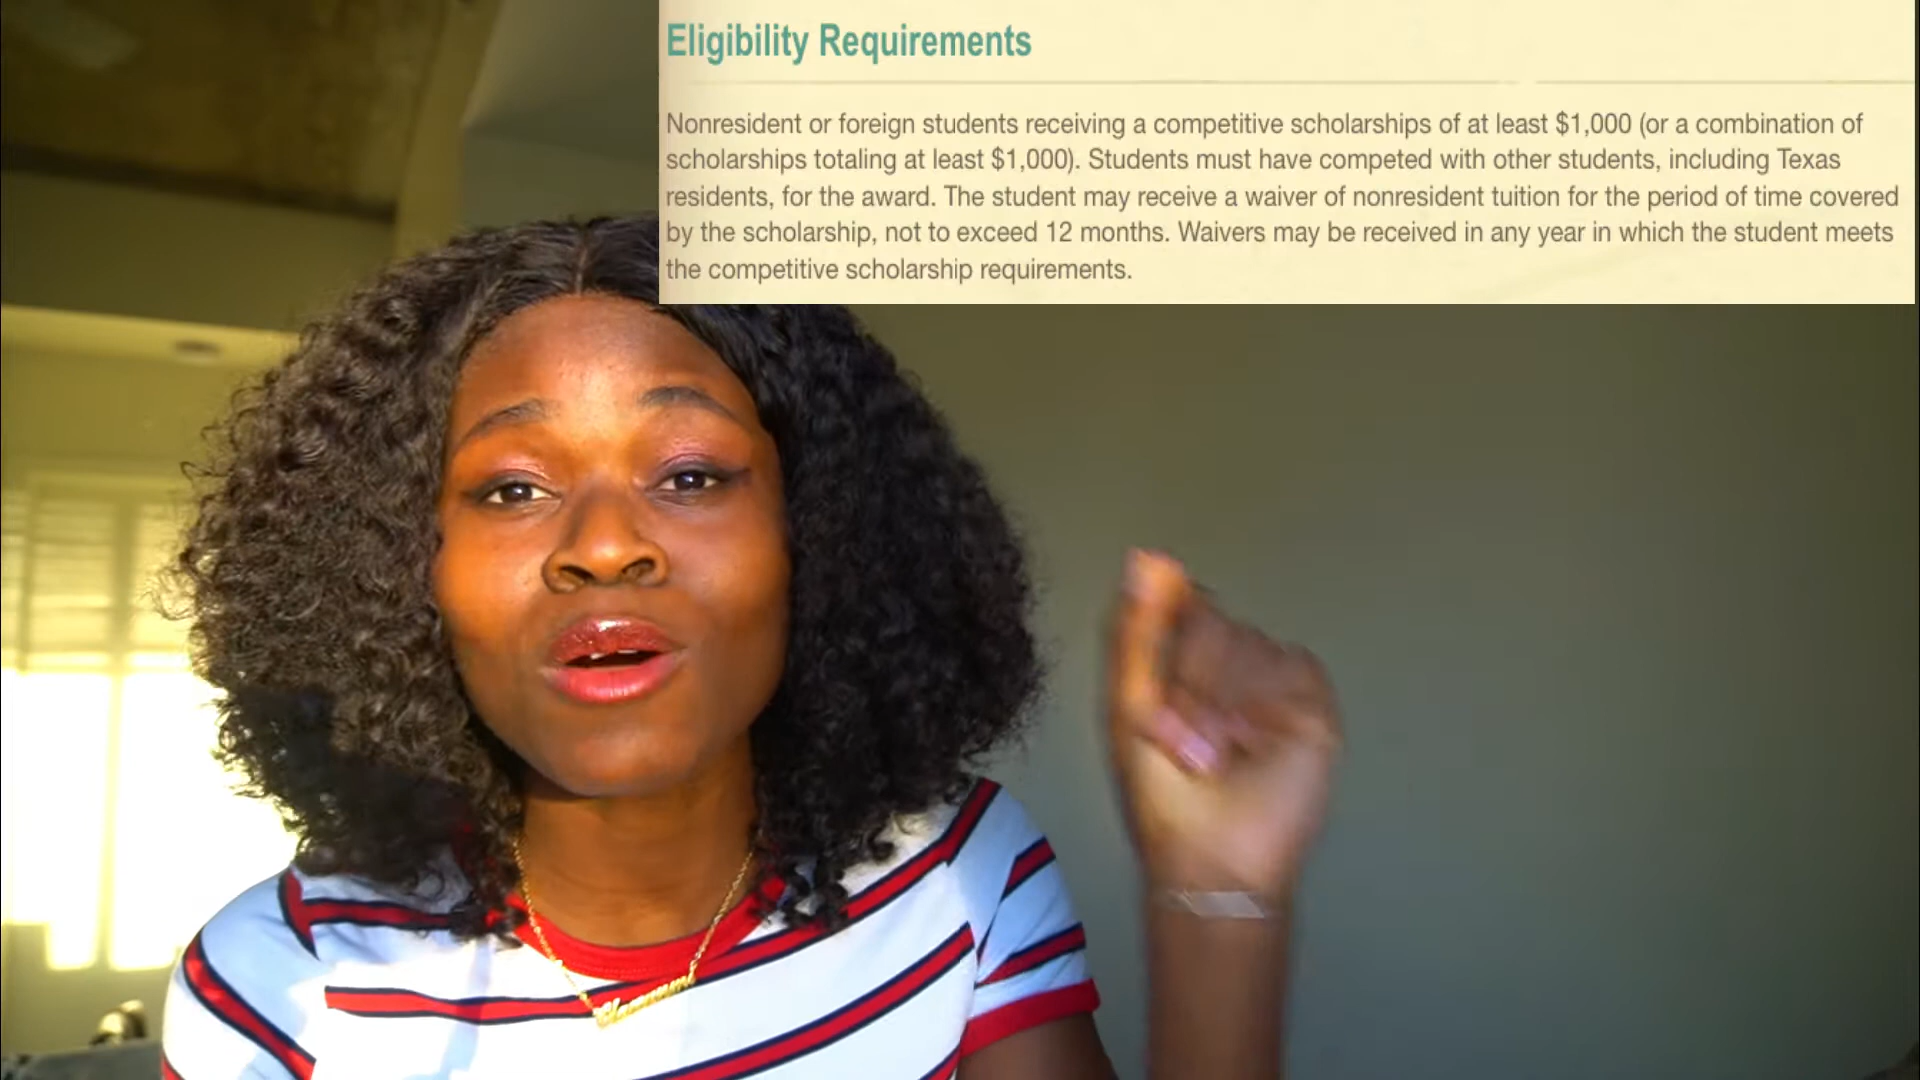 Eligibility Requirements
Nonresident or foreign students receiving a competitive scholarships of at least $1,000 (or a combination of
scholarships totaling at least $1,000). Students must have competed with other students, including Texas
residents, for the award. The student may receive a waiver of nonresident tuition for the period of time covered
by the scholarship, not to exceed 12 months. Waivers may be received in any year in which the student meets
the competitive scholarship requirements.